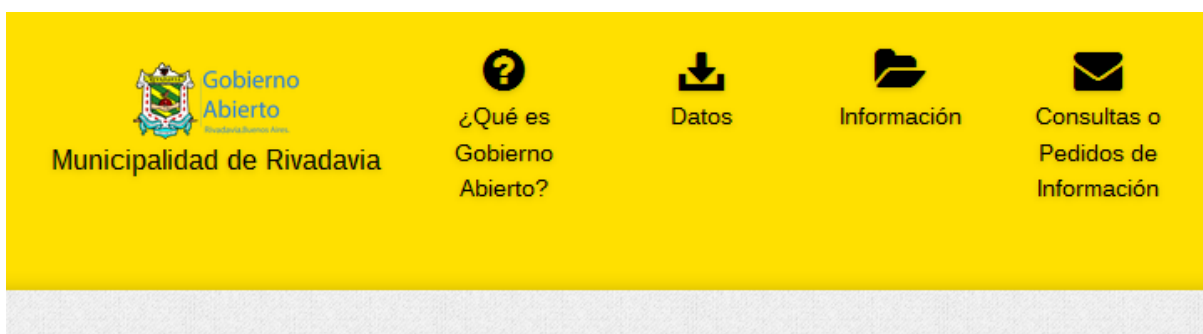 Gobierno
Abierto
Rivadavia.Buenos Aires.
Municipalidad de Rivadavia
¿Qué es
Gobierno
Abierto?
Datos
Información
Consultas o
Pedidos de
Información